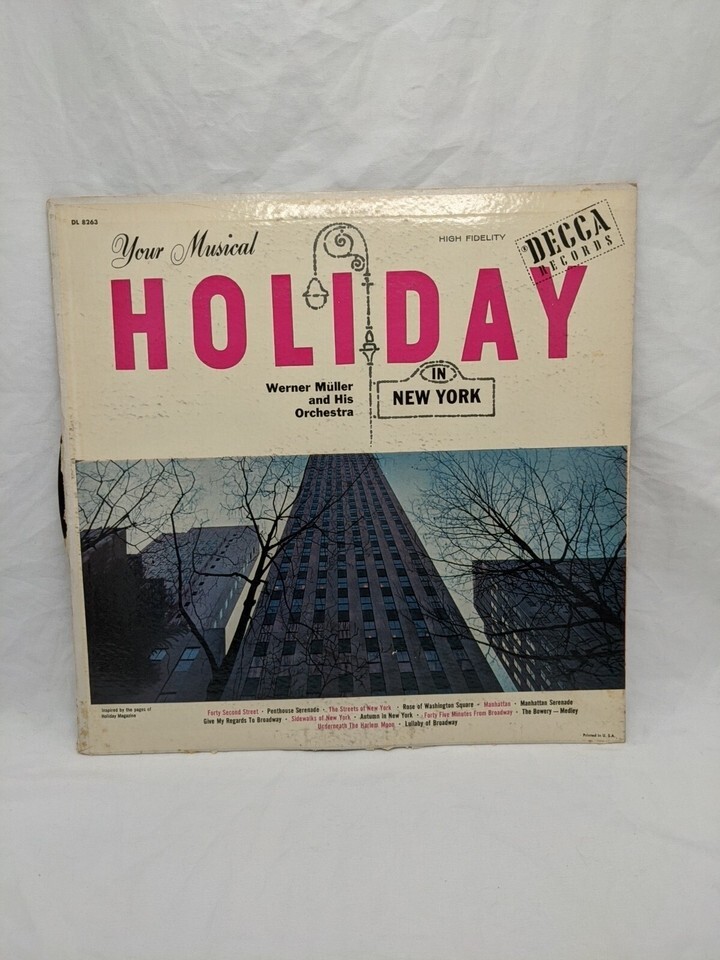 DL 8263
Your Musical
HIGH FIDELITY
DECCA
RECORDS
HOLIDAY
IN
NEW YORK
Werner Müller
and His
Orchestra
Inspired by the pages of
Holiday Magazine
Forty Second Street · Penthouse Serenade · The Streets of New York · Rose of Washington Square · Manhattan · Manhattan Serenade
Give My Regards To Broadway · Sidewalks of New York · Autumn in New York · Forty Five Minutes From Broadway · The Bowery — Medley
Underneath The Harlem Moon · Lullaby of Broadway
Printed in U. S. A.